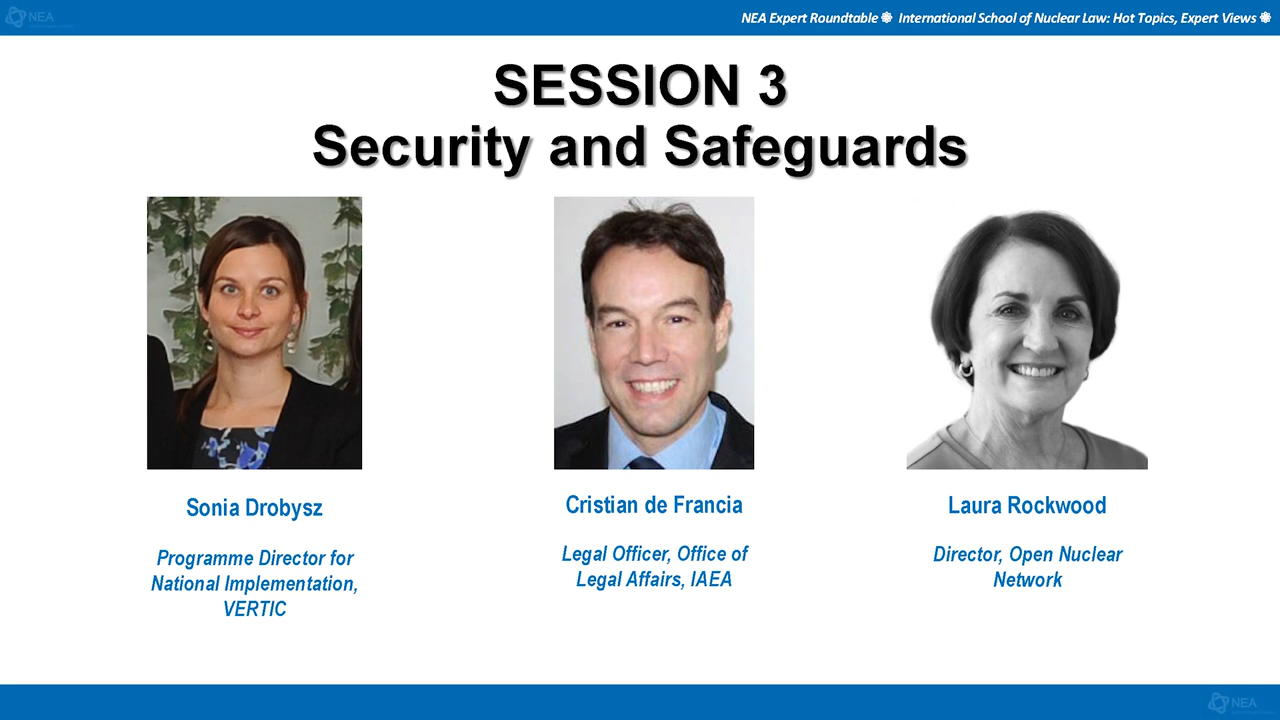 NEA
NEA Expert Roundtable ❁ International School of Nuclear Law: Hot Topics, Expert Views ❁
SESSION 3
Security and Safeguards
Sonia Drobysz
Programme Director for
National Implementation,
VERTIC
Cristian de Francia
Legal Officer, Office of
Legal Affairs, IAEA
Laura Rockwood
Director, Open Nuclear
Network
NEA